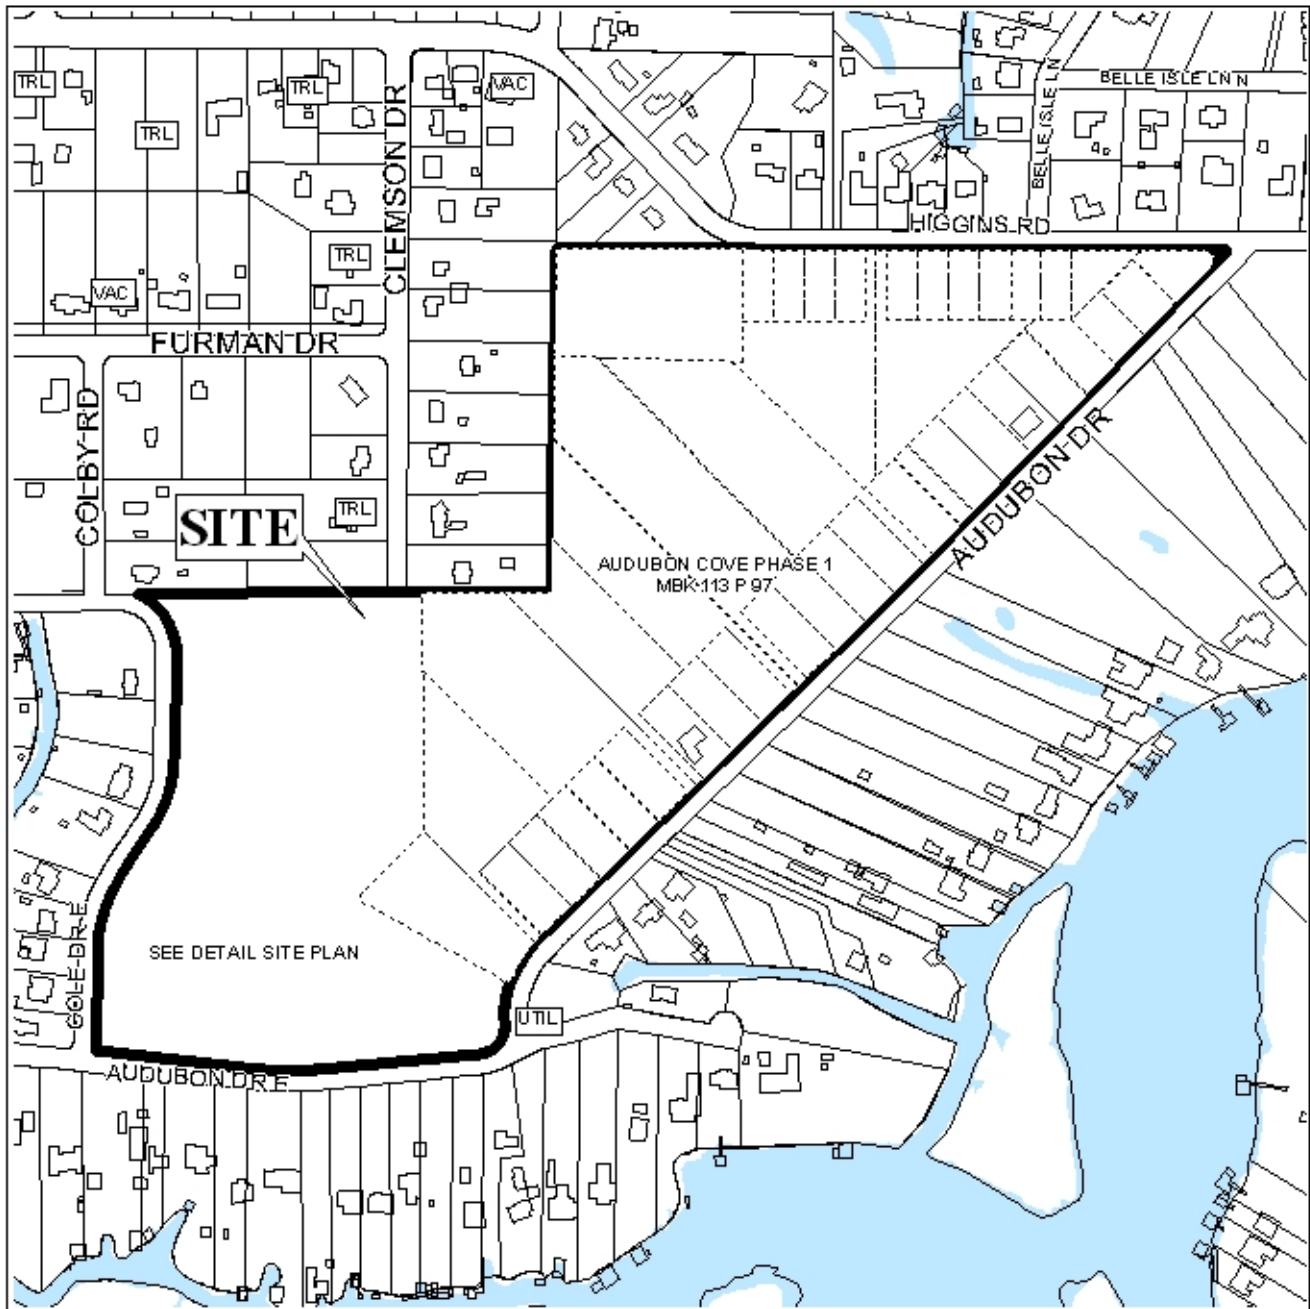 TRL
TRL
VAC
BELLE ISLE LN N
TRL
CLEMSON DR
BELLE ISLE LN
HIGGINS RD
TRL
VAC
FURMAN DR
COLBY RD
SITE
TRL
AUDUBON DR
AUDUBON COVE PHASE 1
MBK 113 P 97
SEE DETAIL SITE PLAN
UTIL
AUDUBON DR E